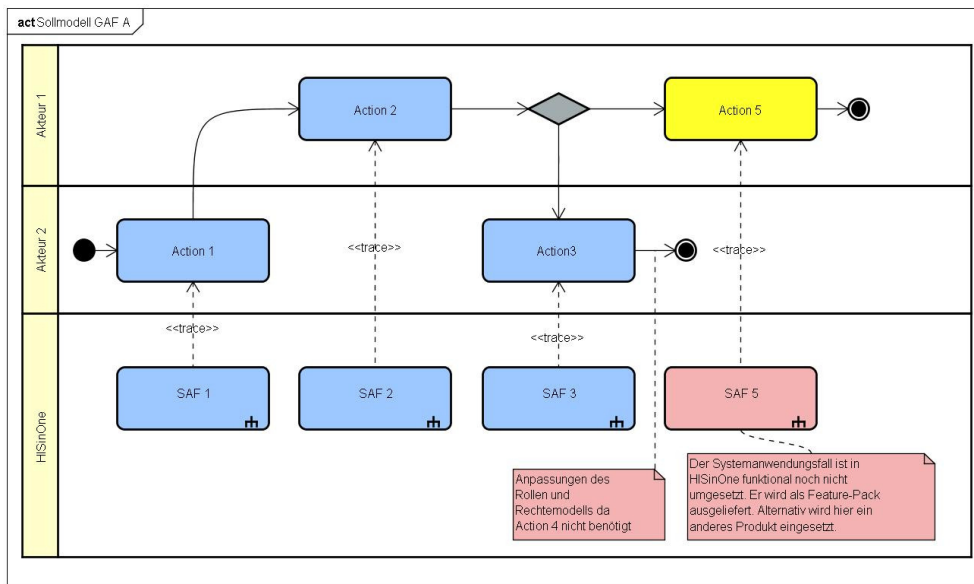 act Sollmodell GAF A
Akteur 1
Action 2
Action 5
Akteur 2
Action 1
Action3
<<trace>>
<<trace>>
<<trace>>
<<trace>>
HISinOne
SAF 1
SAF 2
SAF 3
SAF 5
Anpassungen des
Rollen und
Rechtemodells da
Action 4 nicht benötigt
Der Systemanwendungsfall ist in
HISinOne funktional noch nicht
umgesetzt. Er wird als Feature-Pack
ausgeliefert. Alternativ wird hier ein
anderes Produkt eingesetzt.